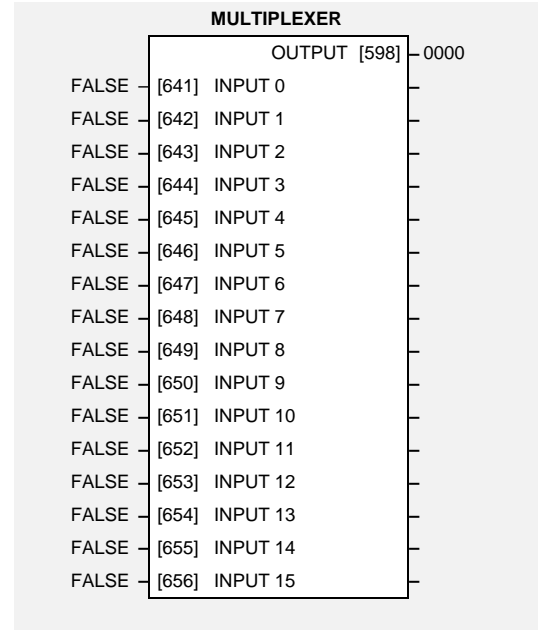 MULTIPLEXER
OUTPUT [598] 0000
FALSE [641] INPUT 0
FALSE [642] INPUT 1
FALSE [643] INPUT 2
FALSE [644] INPUT 3
FALSE [645] INPUT 4
FALSE [646] INPUT 5
FALSE [647] INPUT 6
FALSE [648] INPUT 7
FALSE [649] INPUT 8
FALSE [650] INPUT 9
FALSE [651] INPUT 10
FALSE [652] INPUT 11
FALSE [653] INPUT 12
FALSE [654] INPUT 13
FALSE [655] INPUT 14
FALSE [656] INPUT 15